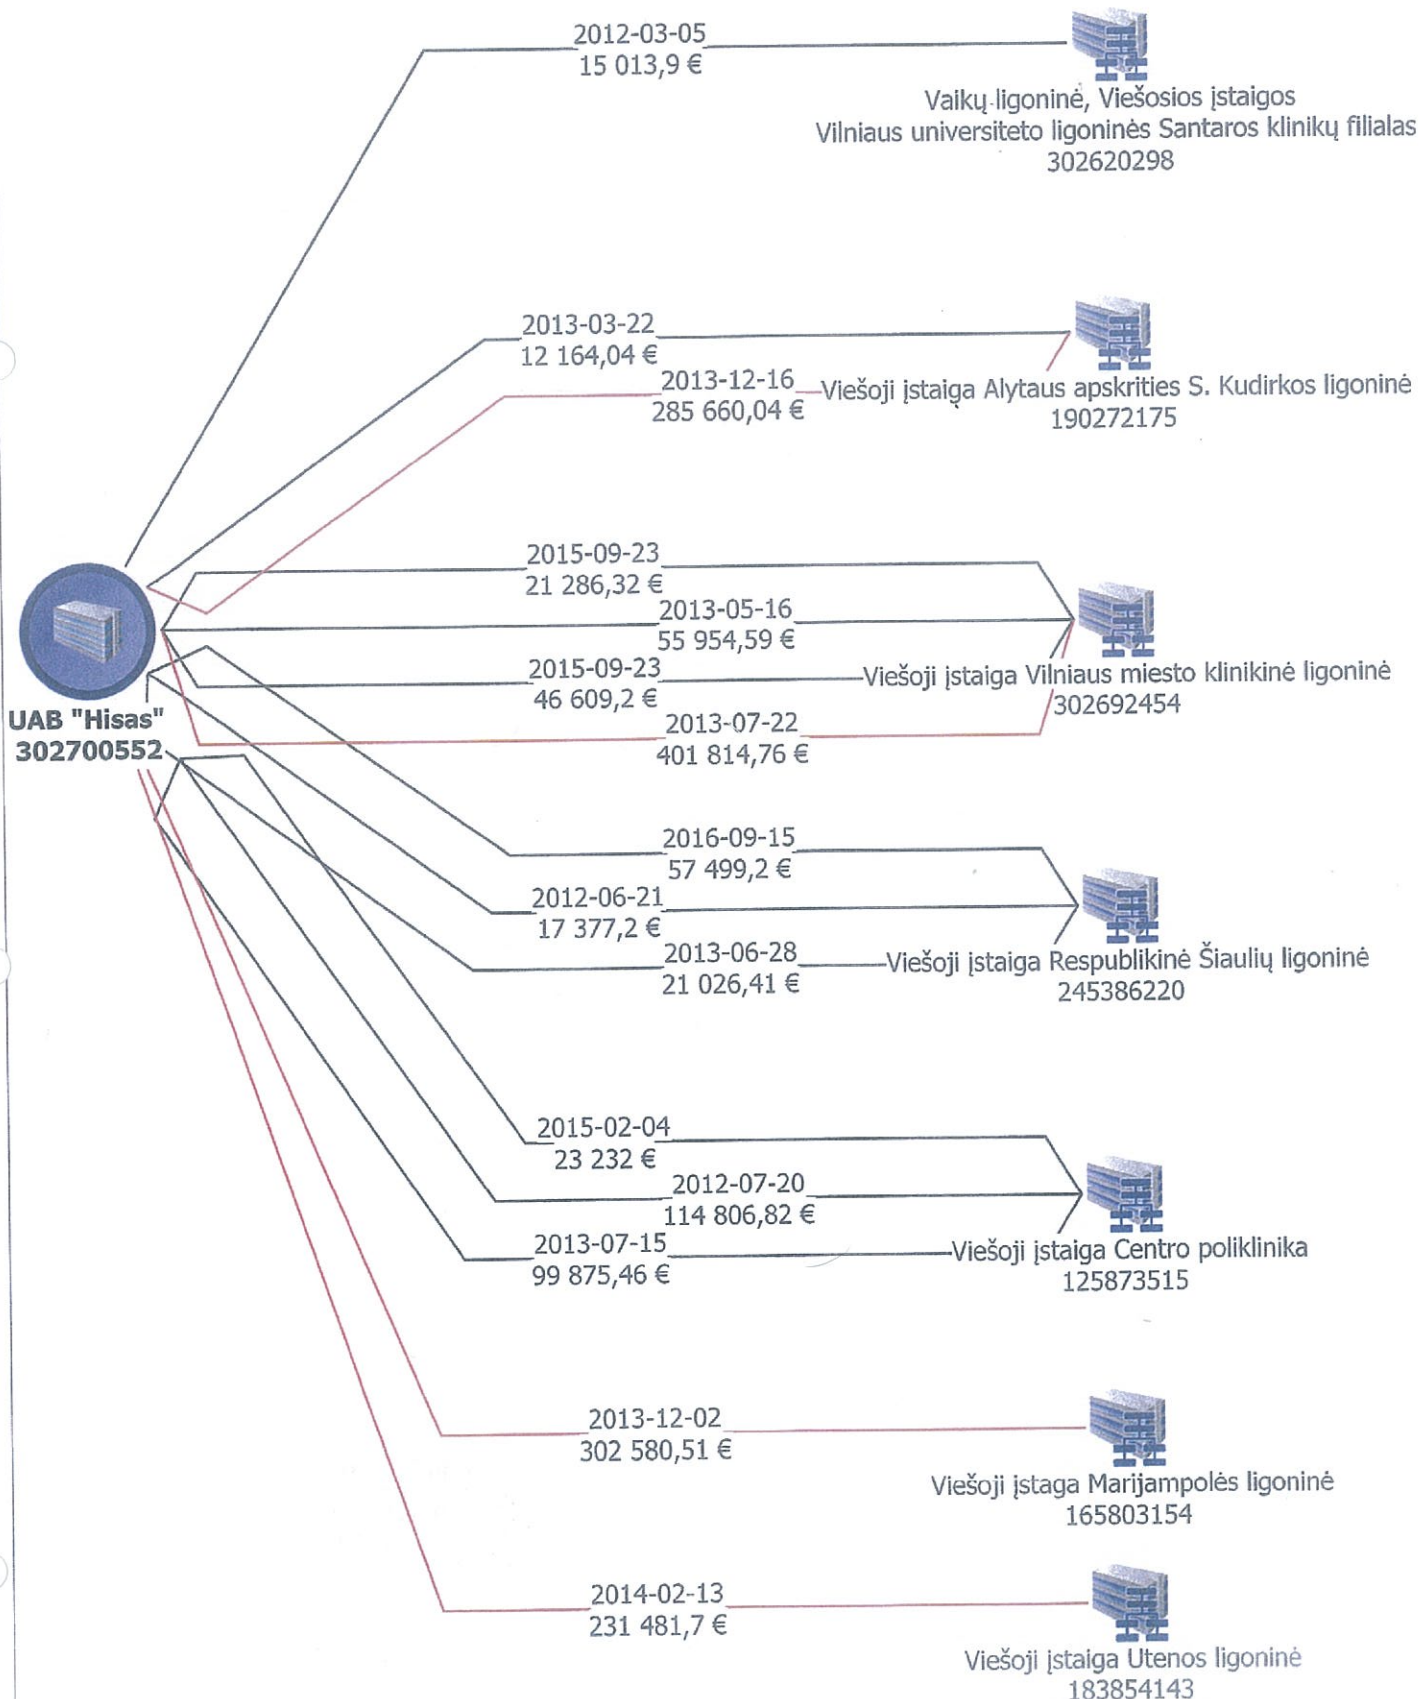 2012-03-05
15 013,9 €
Vaikų ligoninė, Viešosios įstaigos
Vilniaus universiteto ligoninės Santaros klinikų filialas
302620298
2013-03-22
12 164,04 €
2013-12-16
285 660,04 €
Viešoji įstaiga Alytaus apskrities S. Kudirkos ligoninė
190272175
2015-09-23
21 286,32 €
2013-05-16
55 954,59 €
2015-09-23
46 609,2 €
Viešoji įstaiga Vilniaus miesto klinikinė ligoninė
302692454
2013-07-22
401 814,76 €
UAB "Hisas"
302700552
2016-09-15
57 499,2 €
2012-06-21
17 377,2 €
2013-06-28
21 026,41 €
Viešoji įstaiga Respublikinė Šiaulių ligoninė
245386220
2015-02-04
23 232 €
2012-07-20
114 806,82 €
2013-07-15
99 875,46 €
Viešoji įstaiga Centro poliklinika
125873515
2013-12-02
302 580,51 €
Viešoji įstaga Marijampolės ligoninė
165803154
2014-02-13
231 481,7 €
Viešoji įstaiga Utenos ligoninė
183854143